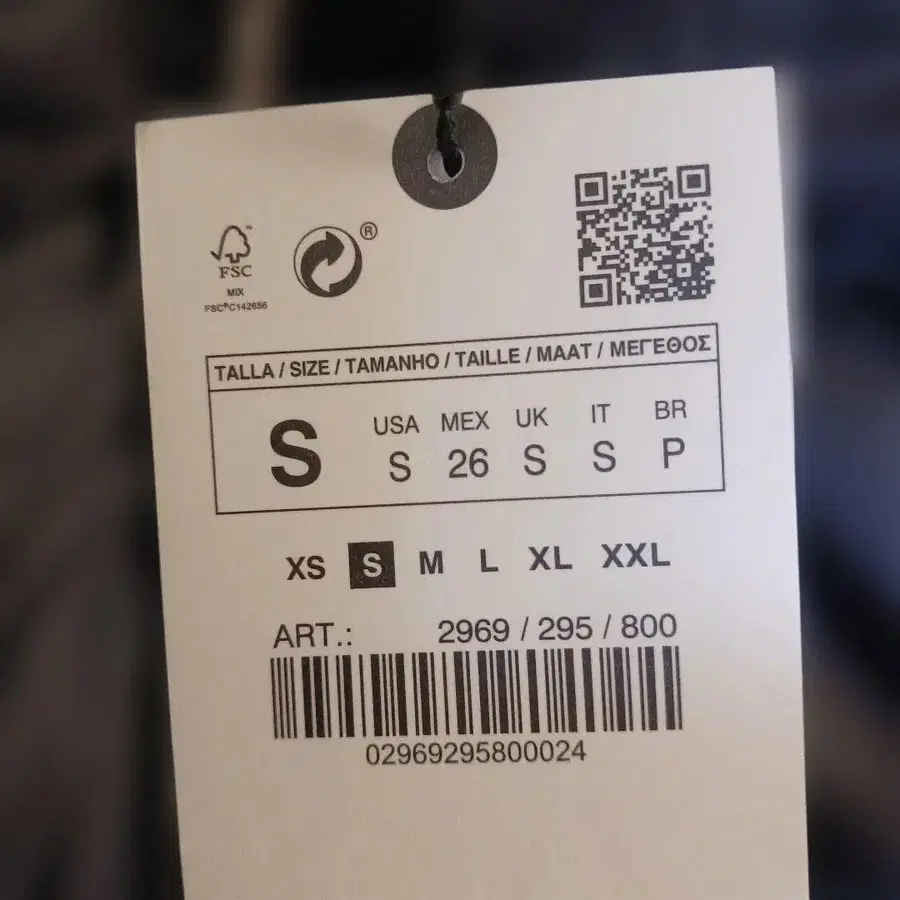 ®
™
FSC
MIX
FSC® C142656
TALLA / SIZE / TAMANHO / TAILLE / MAAT / ΜΕΓΕΘΟΣ
S
USA MEX UK IT BR
S 26 S S P
XS S M L XL XXL
ART.: 2969 / 295 / 800
02969295800024